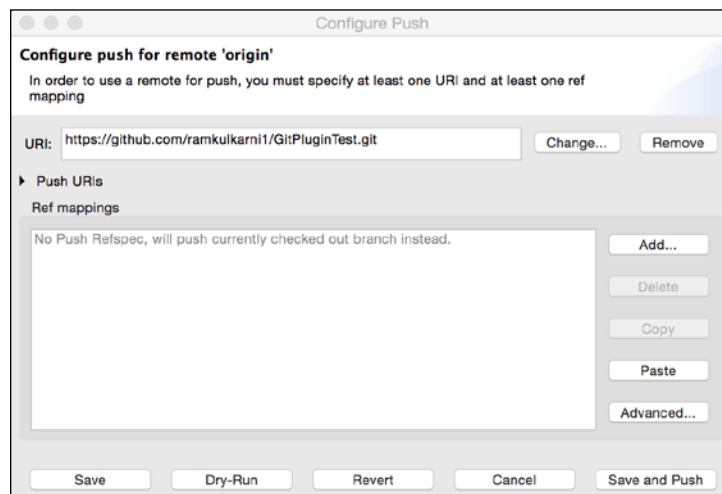 Configure Push
Configure push for remote 'origin'
In order to use a remote for push, you must specify at least one URI and at least one ref
mapping
URI: https://github.com/ramkulkarni1/GitPluginTest.git Change... Remove
Push URIs
Ref mappings
No Push Refspec, will push currently checked out branch instead.
Add...
Delete
Copy
Paste
Advanced...
Save Dry-Run Revert Cancel Save and Push